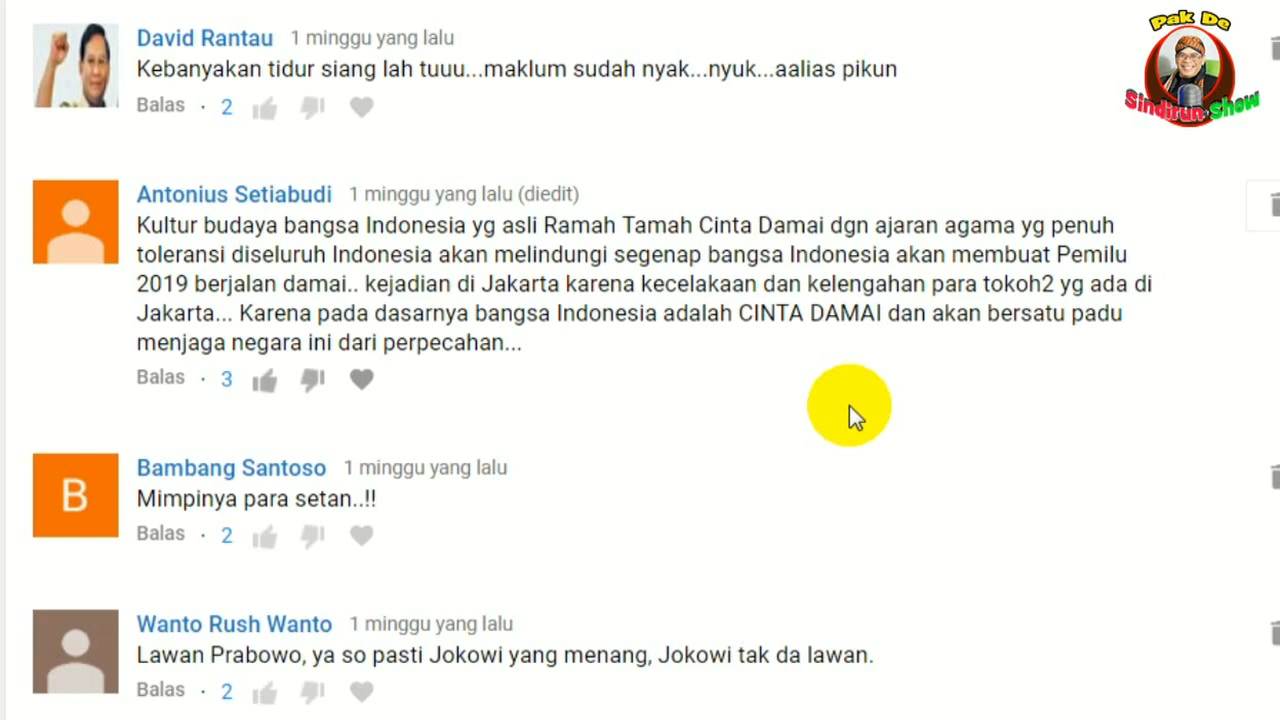 David Rantau 1 minggu yang lalu
Kebanyakan tidur siang lah tuuu...maklum sudah nyak...nyuk...aalias pikun
Balas · 2
Pak De
Sindirun Show
Antonius Setiabudi 1 minggu yang lalu (diedit)
Kultur budaya bangsa Indonesia yg asli Ramah Tamah Cinta Damai dgn ajaran agama yg penuh
toleransi diseluruh Indonesia akan melindungi segenap bangsa Indonesia akan membuat Pemilu
2019 berjalan damai.. kejadian di Jakarta karena kecelakaan dan kelengahan para tokoh2 yg ada di
Jakarta... Karena pada dasarnya bangsa Indonesia adalah CINTA DAMAI dan akan bersatu padu
menjaga negara ini dari perpecahan...
Balas · 3
B
Bambang Santoso 1 minggu yang lalu
Mimpinya para setan..!!
Balas · 2
Wanto Rush Wanto 1 minggu yang lalu
Lawan Prabowo, ya so pasti Jokowi yang menang, Jokowi tak da lawan.
Balas · 2